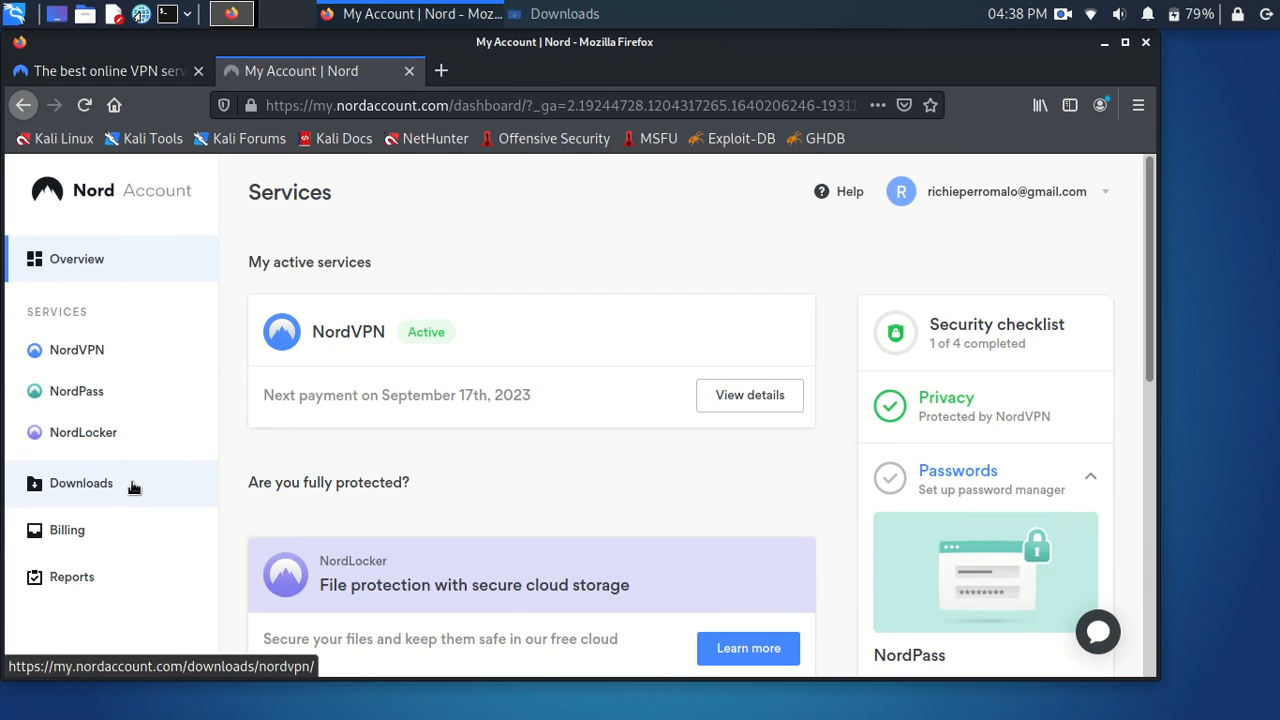 My Account | Nord - Moz...
Downloads
04:38 PM
79%
My Account | Nord - Mozilla Firefox
The best online VPN serv
My Account | Nord
https://my.nordaccount.com/dashboard/?_ga=2.19244728.1204317265.1640206246-19311
Kali Linux
Kali Tools
Kali Forums
Kali Docs
NetHunter
Offensive Security
MSFU
Exploit-DB
GHDB
Nord Account
Services
Help
R
richieperromalo@gmail.com
Overview
SERVICES
NordVPN
NordPass
NordLocker
Downloads
Billing
Reports
My active services
NordVPN
Active
Next payment on September 17th, 2023
View details
Are you fully protected?
NordLocker
File protection with secure cloud storage
Secure your files and keep them safe in our free cloud
Learn more
Security checklist
1 of 4 completed
Privacy
Protected by NordVPN
Passwords
Set up password manager
NordPass
https://my.nordaccount.com/downloads/nordvpn/